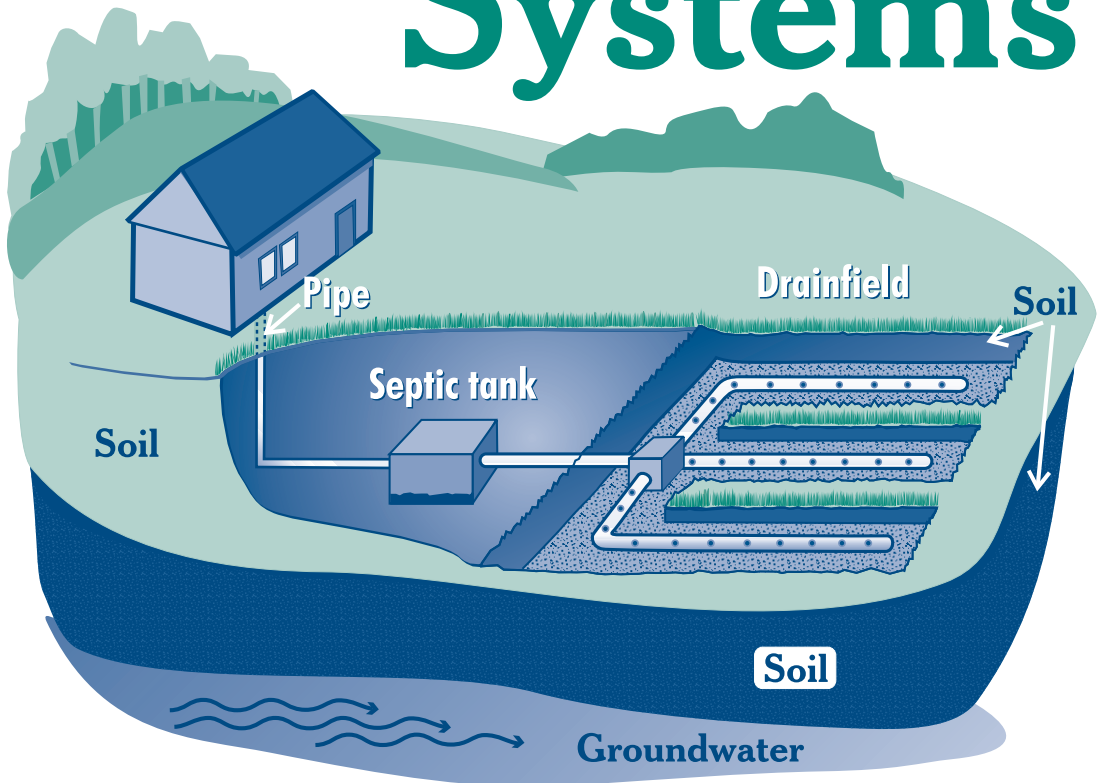 Systems
Pipe
Drainfield
Soil
Septic tank
Soil
Soil
Groundwater